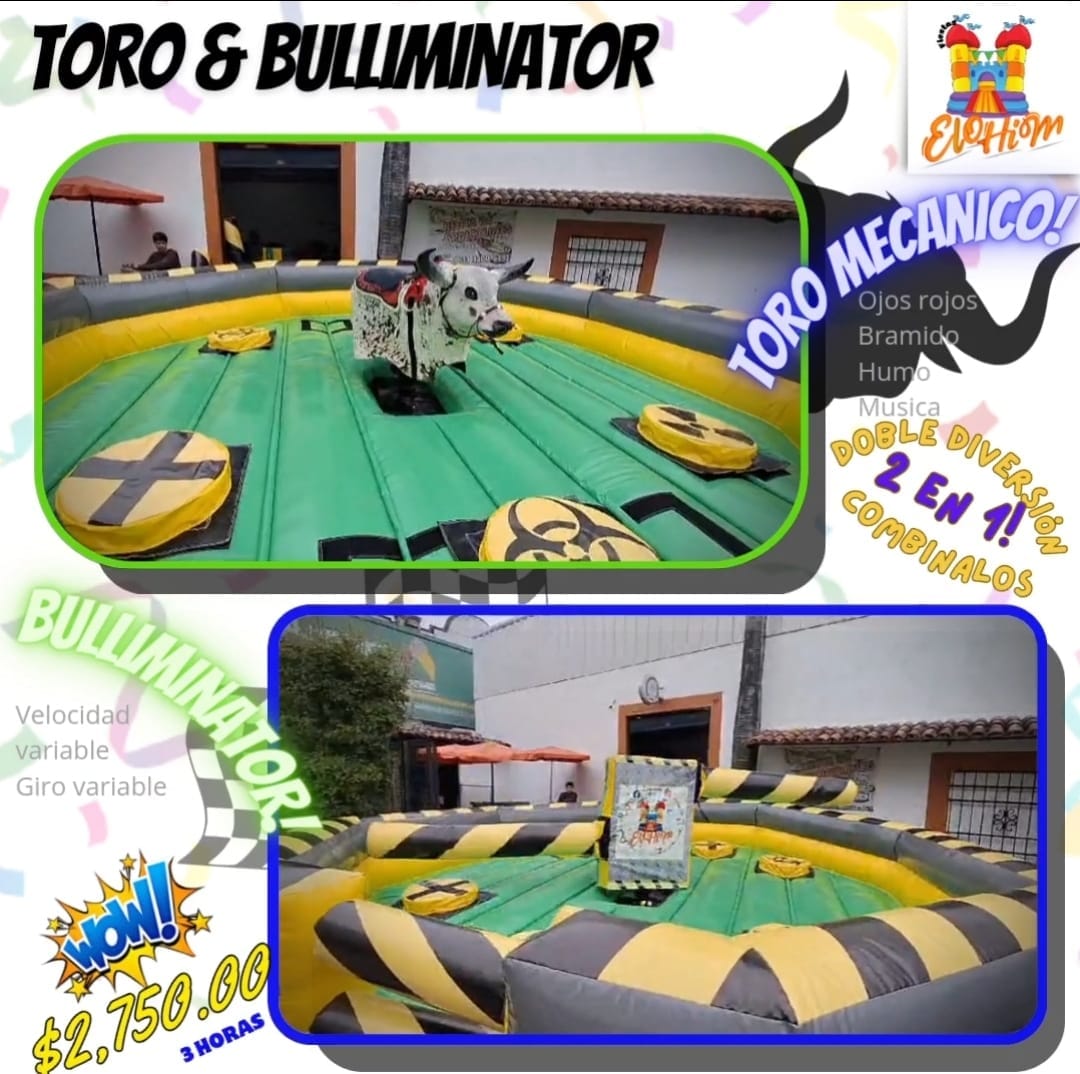 TORO & BULLIMINATOR
ElOHiM
TORO MECANICO!
Ojos rojos
Bramido
Humo
Musica
DOBLE DIVERSIÓN
2 EN 1!
COMBINALOS
BULLIMINATOR!
Velocidad
variable
Giro variable
WOW!
$2,750.00
3 HORAS